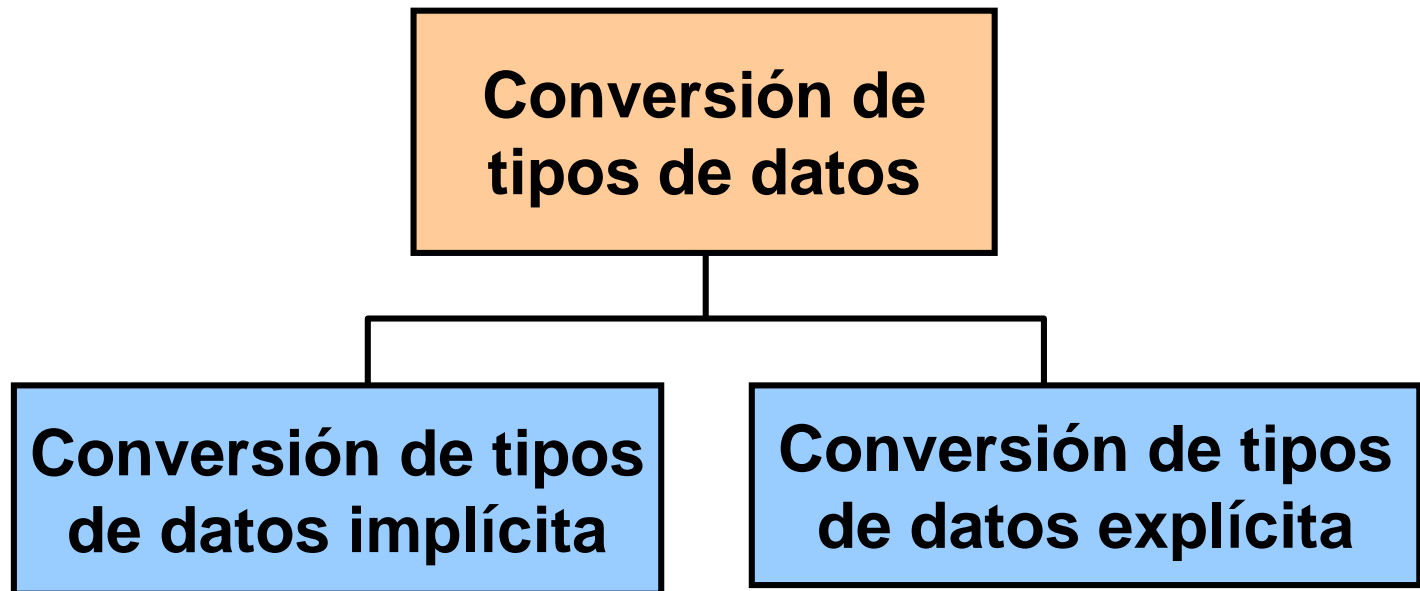 Conversión de
tipos de datos
Conversión de tipos
de datos implícita
Conversión de tipos
de datos explícita